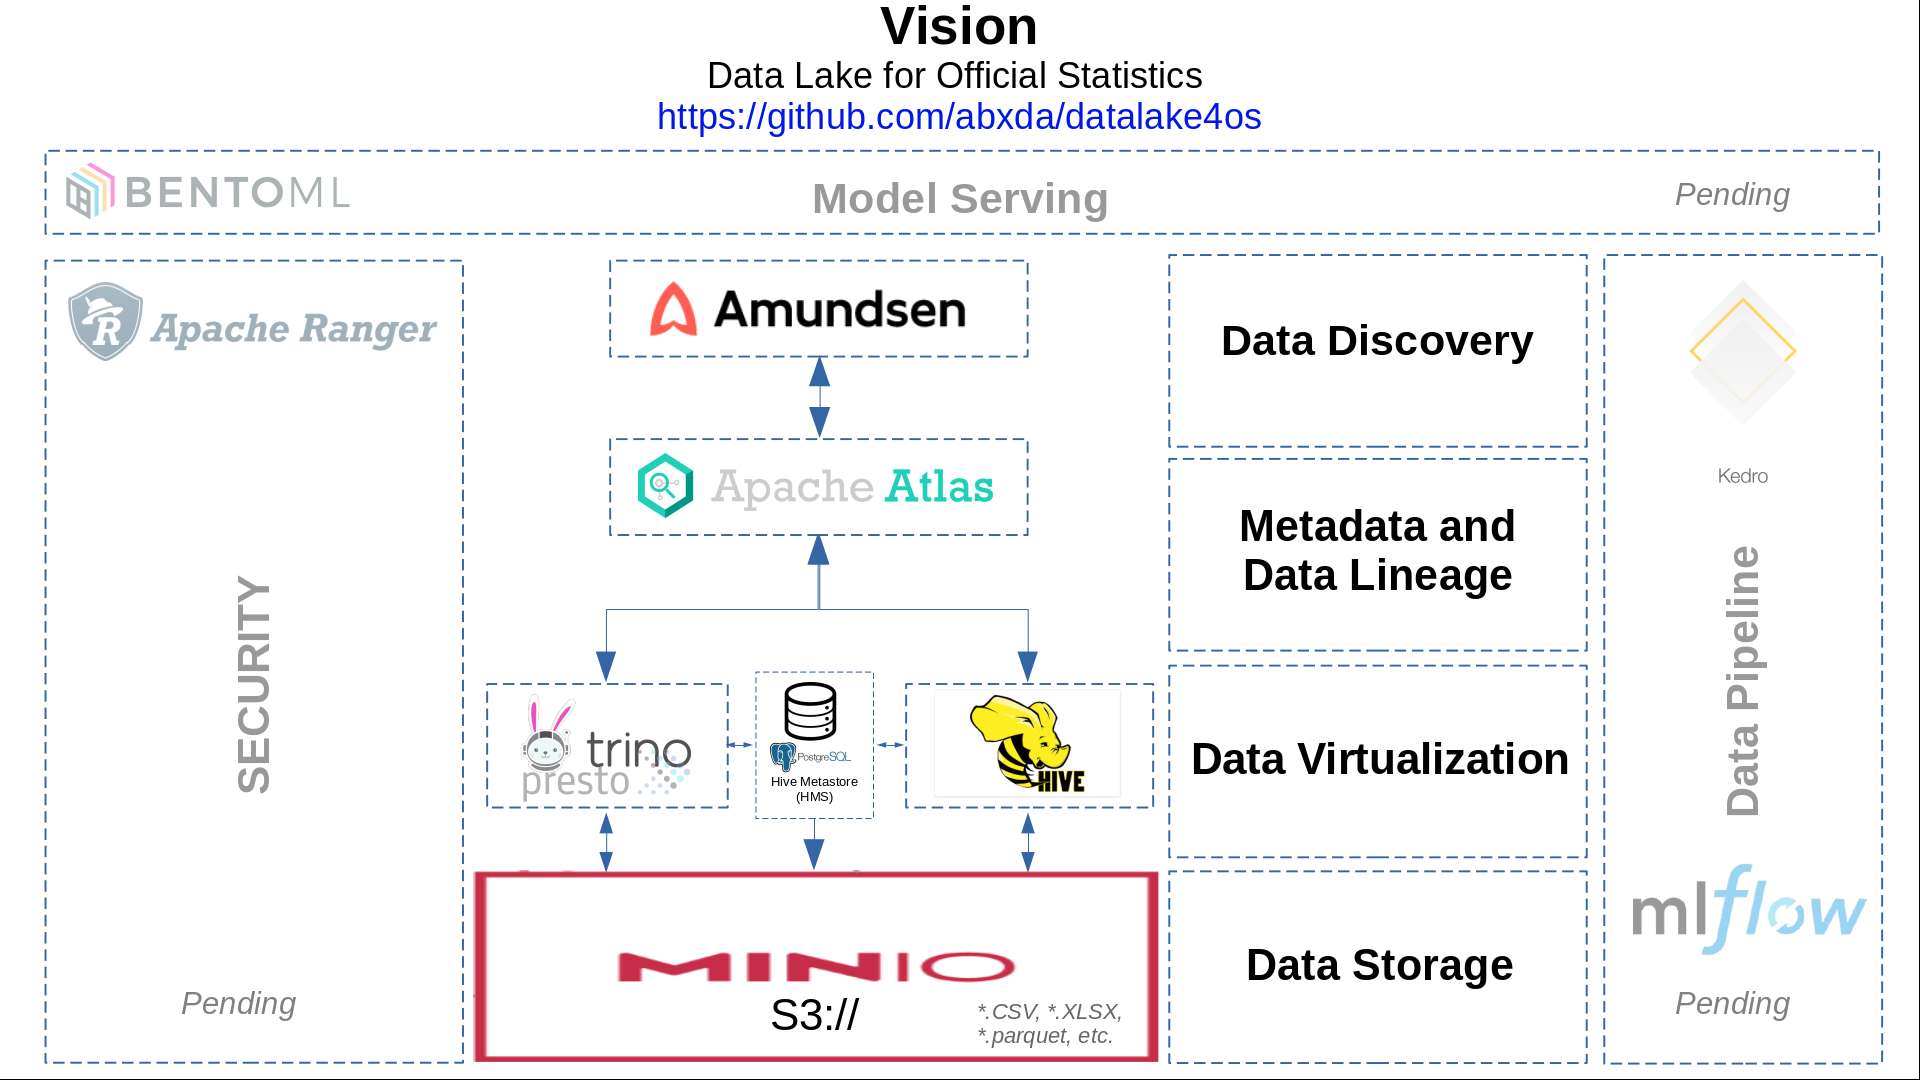 Vision
Data Lake for Official Statistics
https://github.com/abxda/datalake4os
BENTOML
Model Serving
Pending
R
Apache Ranger
SECURITY
Pending
Amundsen
Apache Atlas
trino
presto
PostgreSQL
Hive Metastore
(HMS)
HIVE
MINIO
S3://
*.CSV, *.XLSX,
*.parquet, etc.
Data Discovery
Metadata and
Data Lineage
Data Virtualization
Data Storage
Kedro
Data Pipeline
mlflow
Pending